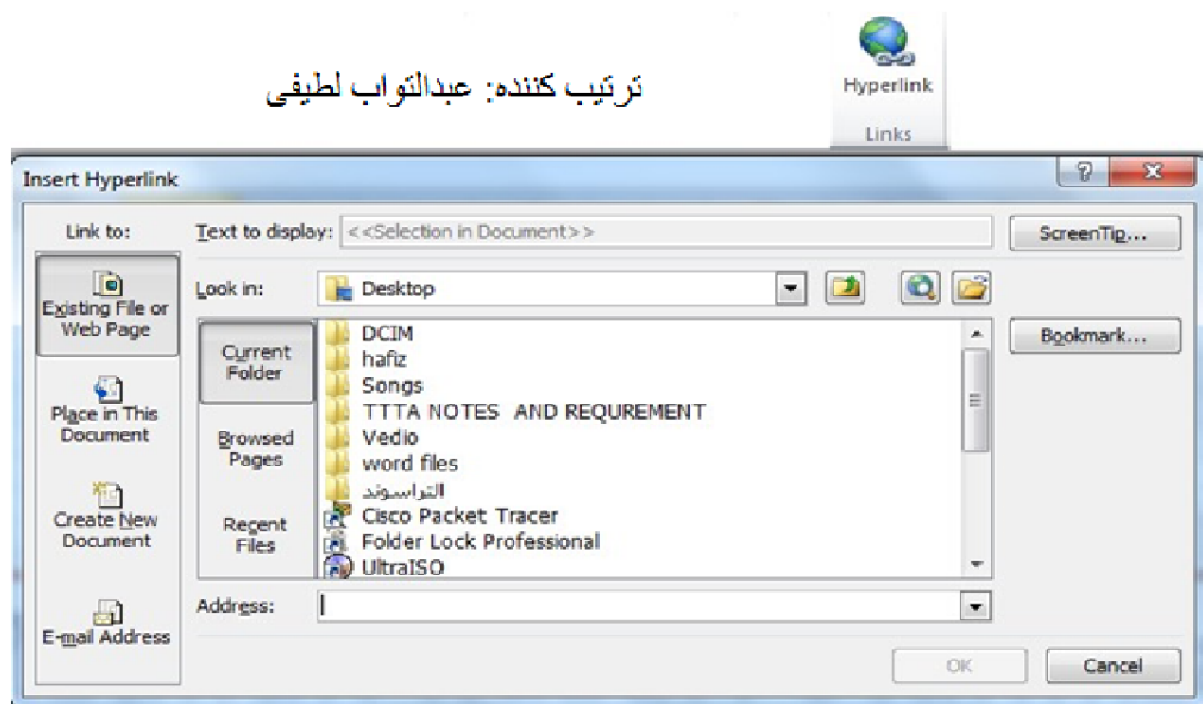 Hyperlink
ترتیب کننده: عبدالتواب لطیفی
Links
Insert Hyperlink
Link to:
Text to display: <<Selection in Document>>
ScreenTip...
Existing File or
Web Page
Look in:
Desktop
Bookmark...
Current
Folder
DCIM
hafiz
Songs
TTTA NOTES AND REQUREMENT
Vedio
word files
التراسوند
Cisco Packet Tracer
Folder Lock Professional
UltraISO
Browsed
Pages
Recent
Files
Place in This
Document
Create New
Document
E-mail Address
Address:
OK
Cancel